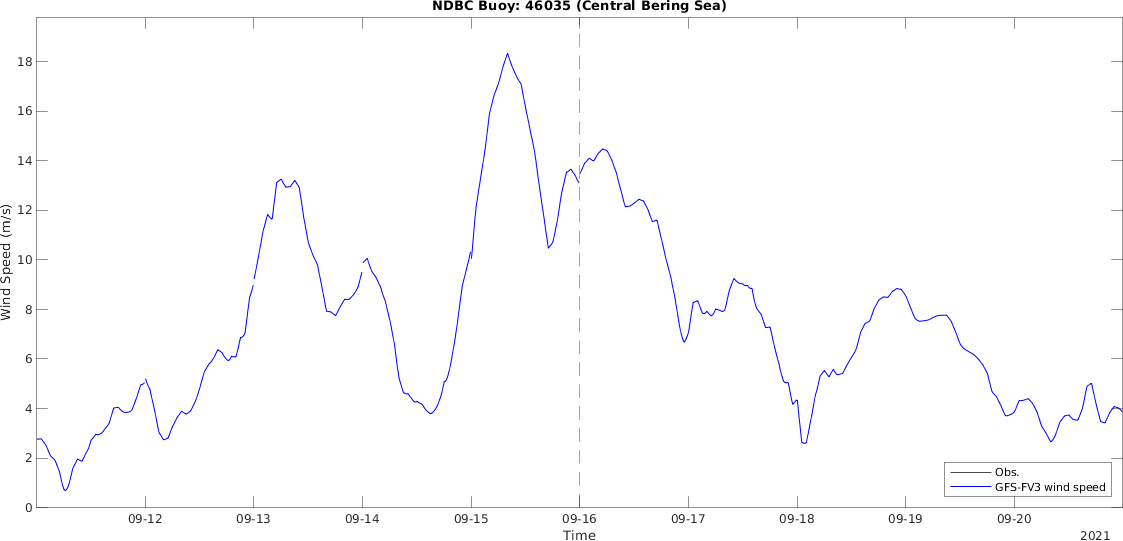 NDBC Buoy: 46035 (Central Bering Sea)
18
16
14
12
10
8
6
4
2
0
Wind Speed (m/s)
09-12 09-13 09-14 09-15 09-16 09-17 09-18 09-19 09-20
Time
2021
Obs.
GFS-FV3 wind speed